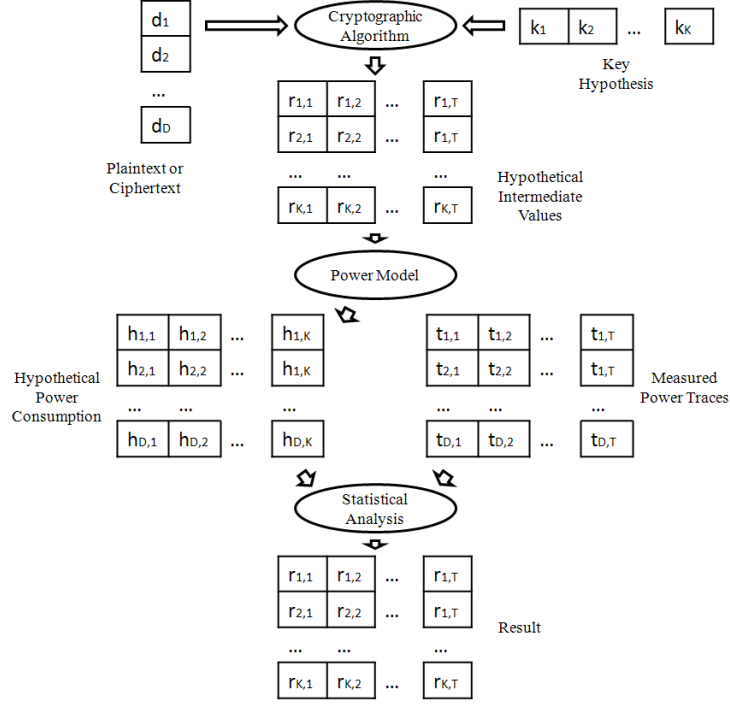 d1
Cryptographic
Algorithm
k1 k2 ... kK
d2
Key
Hypothesis
...
r1,1 r1,2 ... r1,T
dD
r2,1 r2,2 r1,T
Plaintext or
Ciphertext
... ... ...
Hypothetical
Intermediate
Values
rK,1 rK,2 ... rK,T
Power Model
h1,1 h1,2 ... h1,K
t1,1 t1,2 ... t1,T
Hypothetical
Power
Consumption
h2,1 h2,2 h1,K
t2,1 t2,2 t1,T
Measured
Power Traces
... ... ...
... ... ...
hD,1 hD,2 ... hD,K
tD,1 tD,2 ... tD,T
Statistical
Analysis
r1,1 r1,2 ... r1,T
r2,1 r2,2 r1,T
Result
... ... ...
rK,1 rK,2 ... rK,T